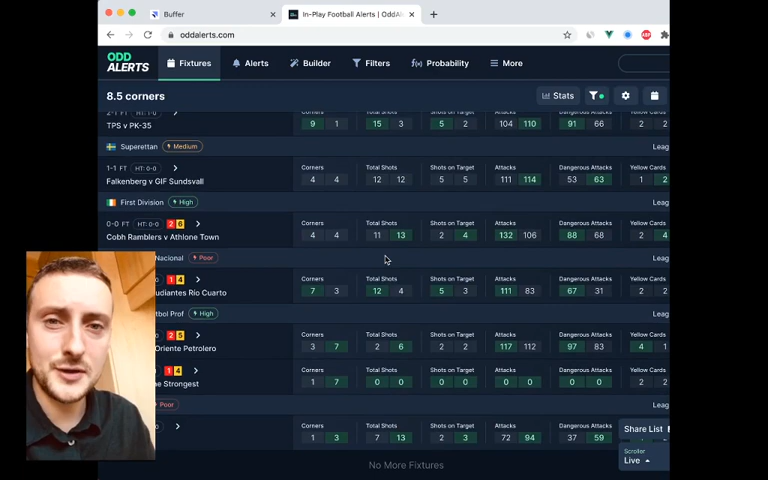 Buffer
In-Play Football Alerts | OddAl
oddalerts.com
ODD ALERTS
Fixtures Alerts Builder Filters Probability More
8.5 corners
Stats
2-1 FT HT: 1-0
Corners Total Shots Shots on Target Attacks Dangerous Attacks Yellow Cards
TPS v PK-35
9 1 15 3 5 2 104 110 91 66 2 2
Superettan Medium Leag
1-1 FT HT: 0-0
Corners Total Shots Shots on Target Attacks Dangerous Attacks Yellow Cards
Falkenberg v GIF Sundsvall
4 4 12 12 5 5 111 114 53 63 1 2
First Division High Leag
0-0 FT HT: 0-0 2 6
Corners Total Shots Shots on Target Attacks Dangerous Attacks Yellow Cards
Cobh Ramblers v Athlone Town
4 4 11 13 2 4 132 106 88 68 2 4
Nacional Poor Leag
1 4
Corners Total Shots Shots on Target Attacks Dangerous Attacks Yellow Cards
udiantes Río Cuarto
7 3 12 4 5 3 111 83 67 31 2 2
tbol Prof High Leag
2 5
Corners Total Shots Shots on Target Attacks Dangerous Attacks Yellow Cards
Oriente Petrolero
3 7 2 6 2 2 117 112 97 83 4 1
1 4
Corners Total Shots Shots on Target Attacks Dangerous Attacks Yellow Cards
he Strongest
1 7 0 0 0 0 0 0 0 0 2 2
Poor Leag
Corners Total Shots Shots on Target Attacks Dangerous Attacks
1 3 7 13 2 3 72 94 37 59
Share List
Scroller
Live
No More Fixtures